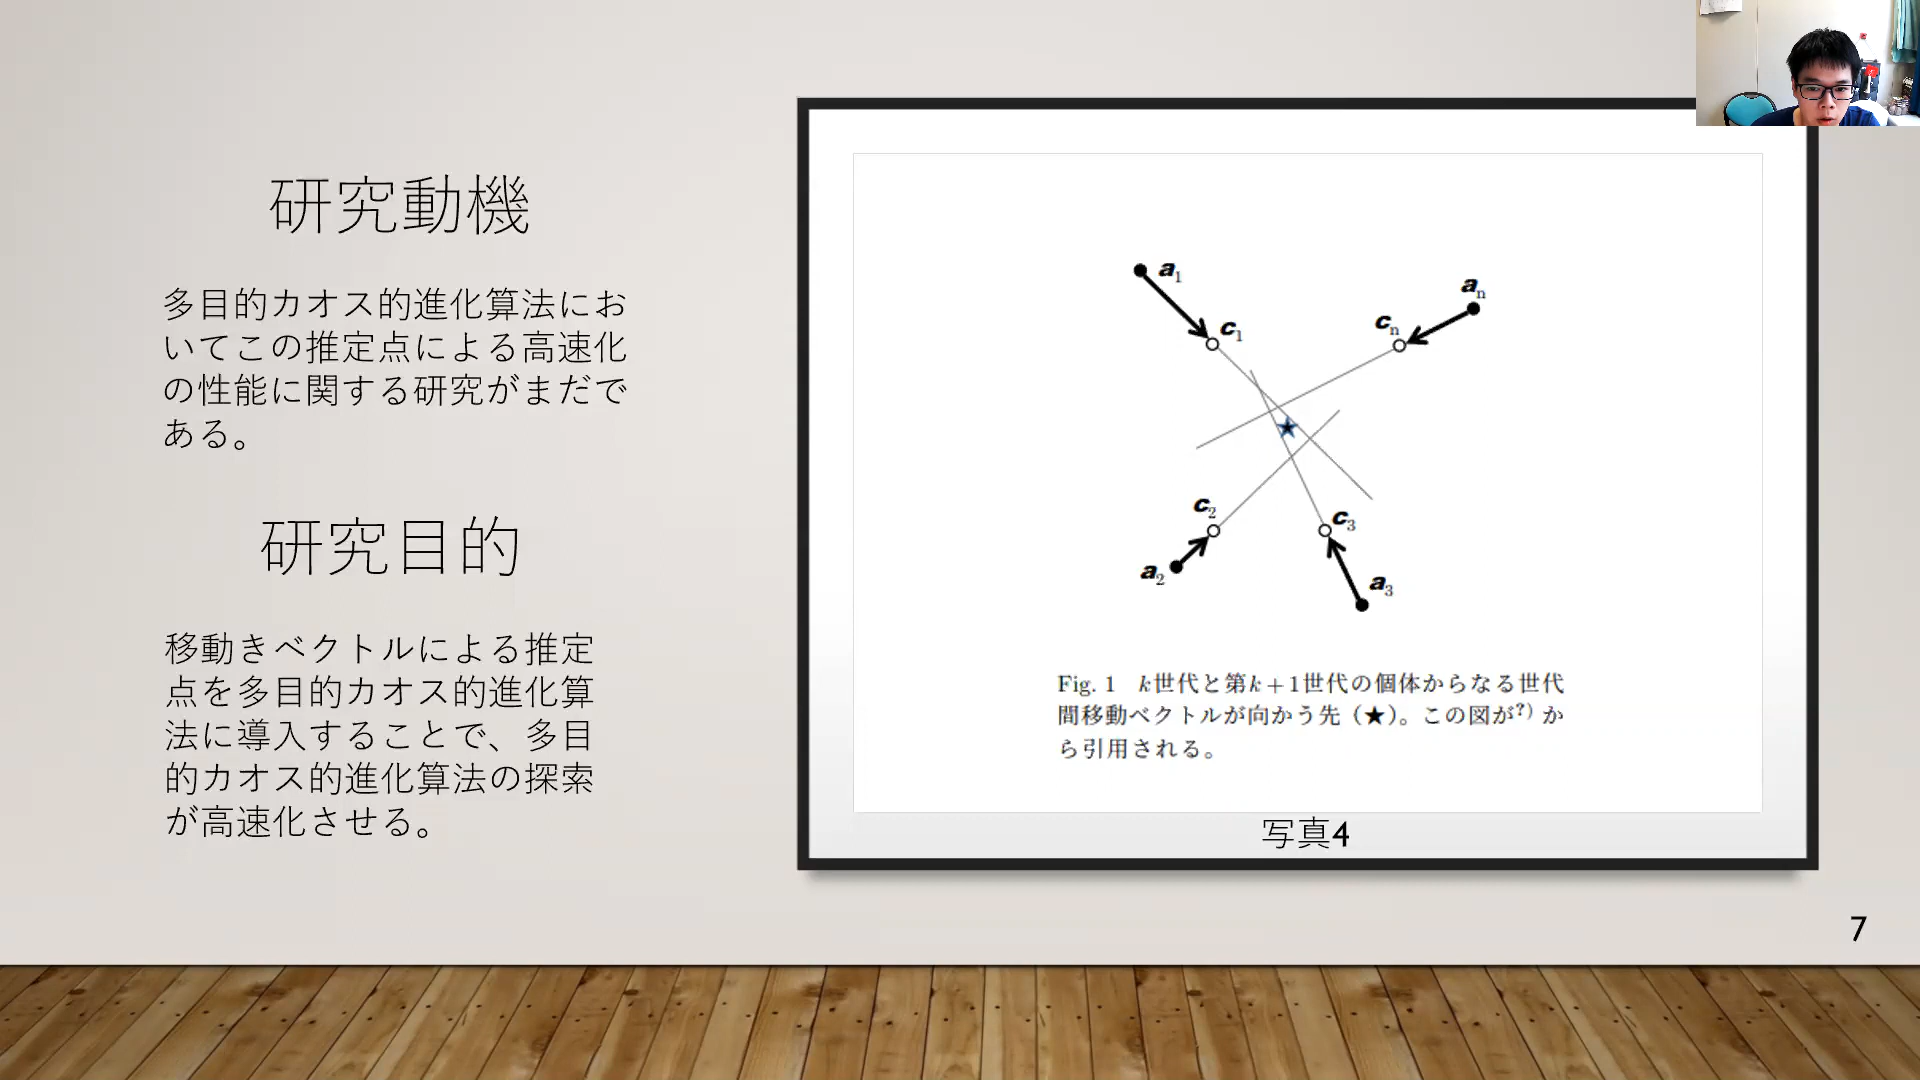 研究動機
多目的カオス的進化算法にお
いてこの推定点による高速化
の性能に関する研究がまだで
ある。
研究目的
移動きベクトルによる推定
点を多目的カオス的進化算
法に導入することで、多目
的カオス的進化算法の探索
が高速化させる。
a1
an
c1
cn
c2
c3
a2
a3
Fig. 1 k世代と第k+1世代の個体からなる世代
間移動ベクトルが向かう先（★）。この図が?）か
ら引用される。
写真4
7